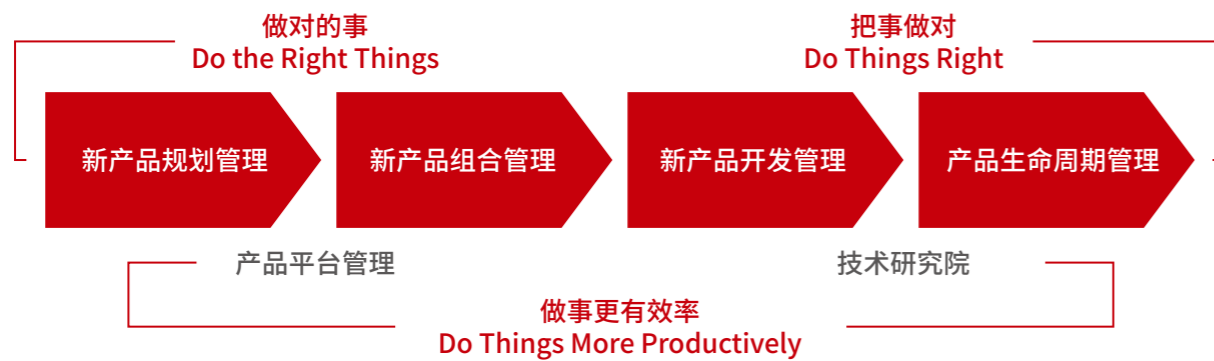 做对的事
Do the Right Things
把事做对
Do Things Right
新产品规划管理
新产品组合管理
新产品开发管理
产品生命周期管理
产品平台管理
技术研究院
做事更有效率
Do Things More Productively